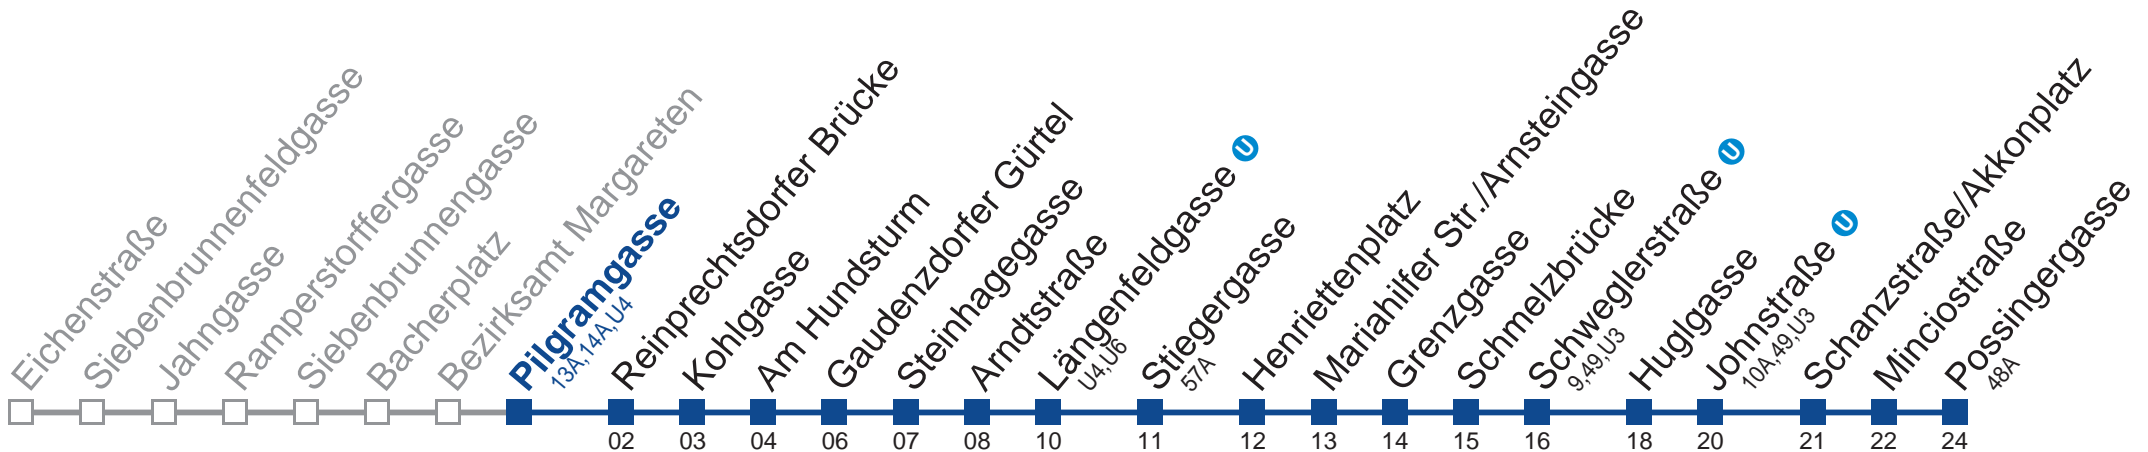 Eichenstraße
Siebenbrunnenfeldgasse
Jahngasse
Ramperstoffergasse
Siebenbrunnengasse
Bacherplatz
Bezirksamt Margareten
Pilgramgasse
13A, 14A, U4
Reinprechtsdorfer Brücke
Kohlgasse
Am Hundsturm
Gaudenzdorfer Gürtel
Steinhagegasse
Arndtstraße
Längenfeldgasse U
U4, U6
Stiegergasse
57A
Henriettenplatz
Mariahilfer Str./Arnsteingasse
Grenzgasse
Schmelzbrücke
Schweglerstraße U
9, 49, U3
Huglgasse
Johnstraße U
10A, 49, U3
Schanzstraße/Akkonplatz
Minciostraße
Possingergasse
48A
02 03 04 06 07 08 10 11 12 13 14 15 16 18 20 21 22 24